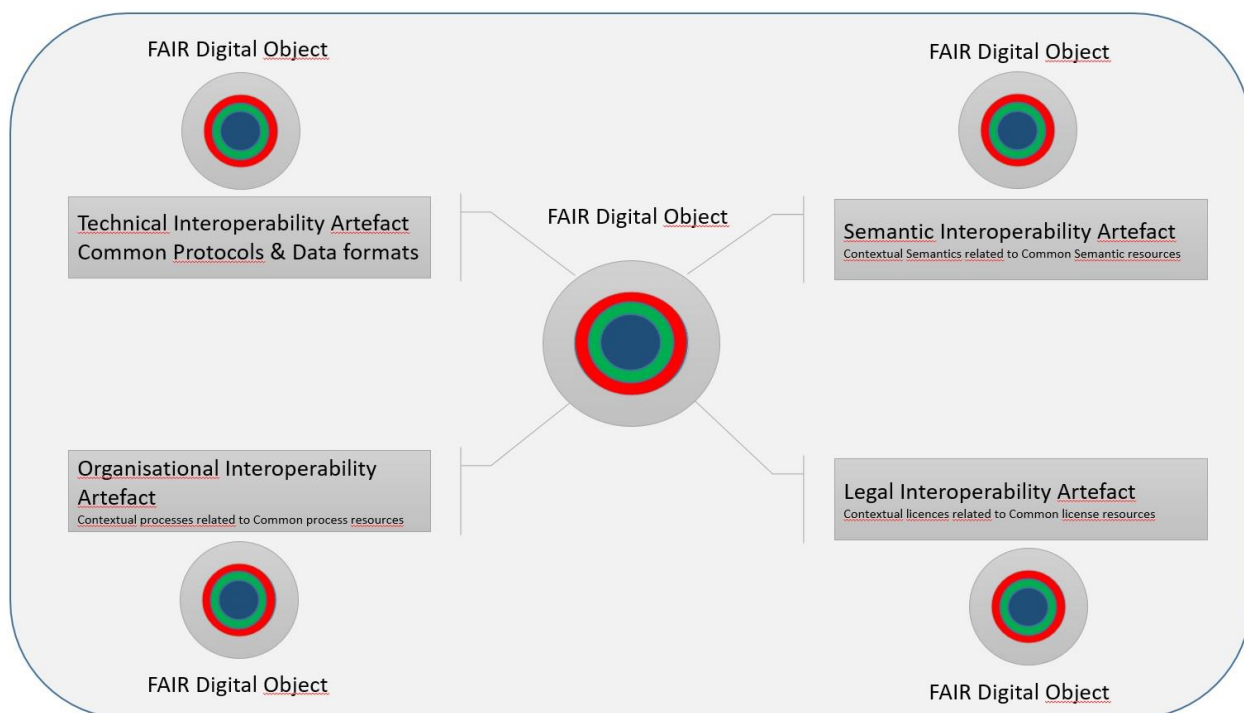 FAIR Digital Object
FAIR Digital Object
Technical Interoperability Artefact
Common Protocols & Data formats
FAIR Digital Object
Semantic Interoperability Artefact
Contextual Semantics related to Common Semantic resources
Organisational Interoperability
Artefact
Contextual processes related to Common process resources
Legal Interoperability Artefact
Contextual licences related to Common license resources
FAIR Digital Object
FAIR Digital Object